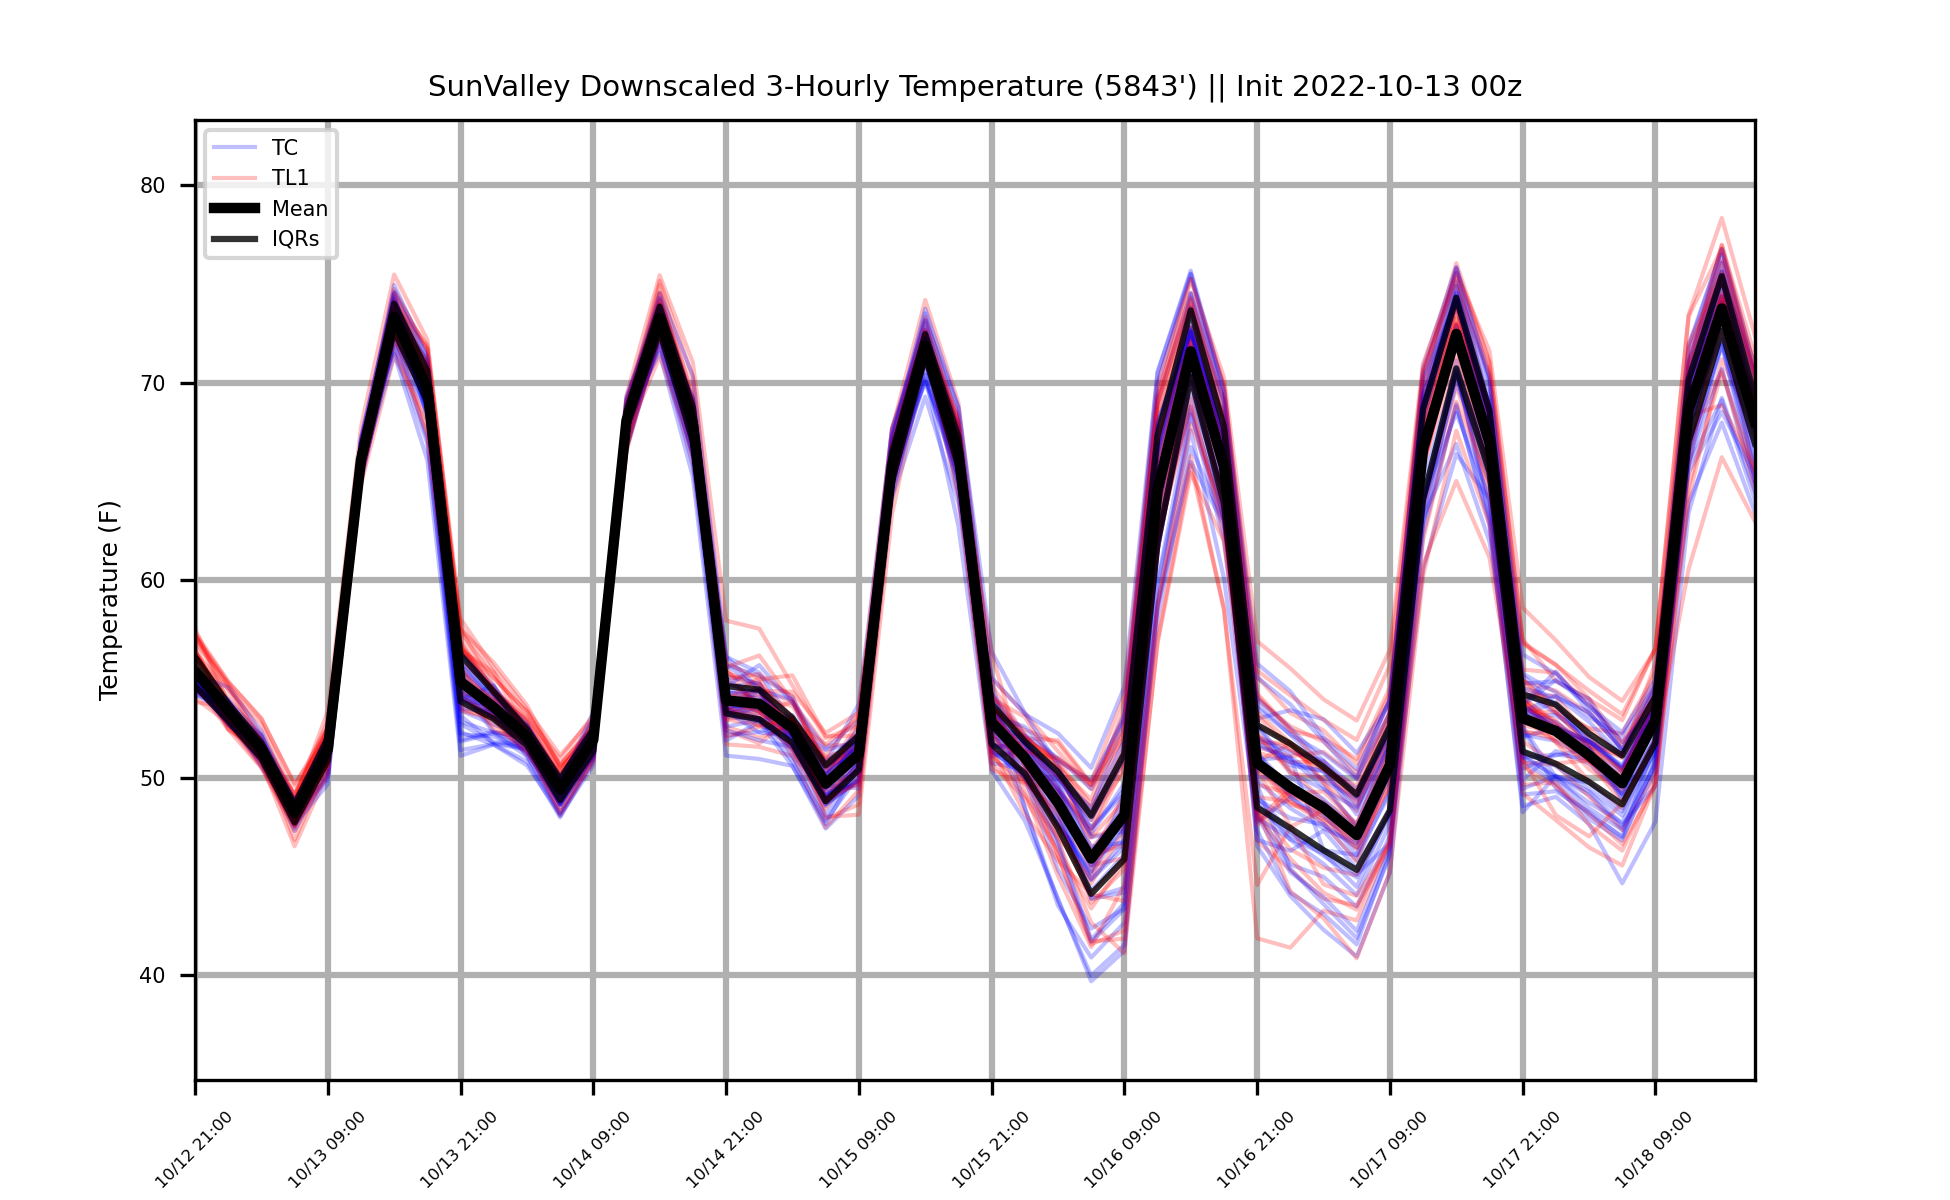 SunValley Downscaled 3-Hourly Temperature (5843') || Init 2022-10-13 00z
TC
TL1
Mean
IQRs
80
70
60
50
40
Temperature (F)
10/12 21:00
10/13 09:00
10/13 21:00
10/14 09:00
10/14 21:00
10/15 09:00
10/15 21:00
10/16 09:00
10/16 21:00
10/17 09:00
10/17 21:00
10/18 09:00